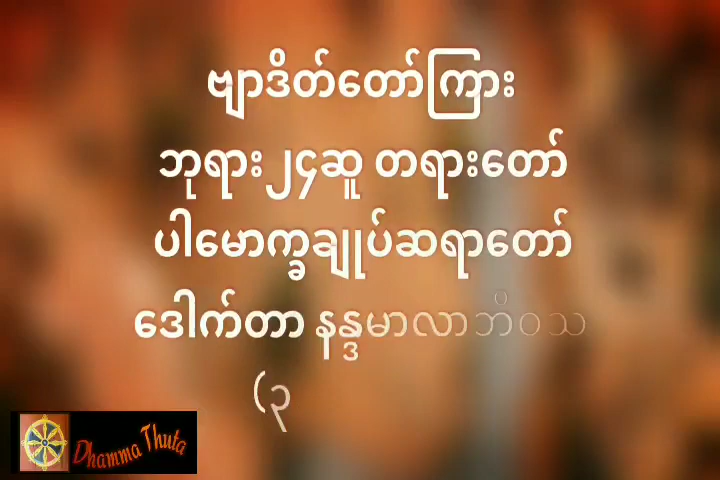 ဗျာဒိတ်တော်ကြား
ဘုရား၂၄ဆူ တရားတော်
ပါမောက္ခချုပ်ဆရာတော်
ဒေါက်တာ နန္ဒမာလာဘိဝသ
(၃
Dhamma Thuta